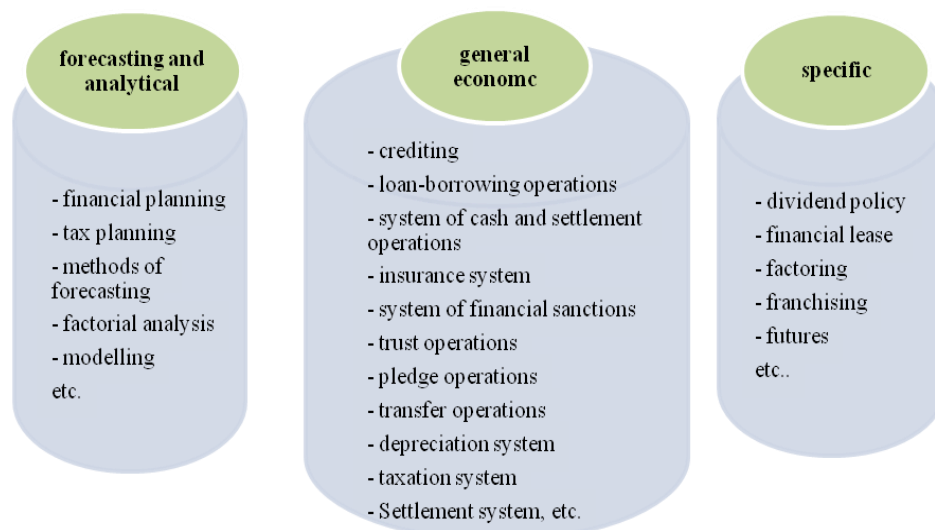 forecasting and
analytical
- financial planning
- tax planning
- methods of
forecasting
- factorial analysis
- modelling
etc.
general
economc
- crediting
- loan-borrowing operations
- system of cash and settlement
operations
- insurance system
- system of financial sanctions
- trust operations
- pledge operations
- transfer operations
- depreciation system
- taxation system
- Settlement system, etc.
specific
- dividend policy
- financial lease
- factoring
- franchising
- futures
etc..